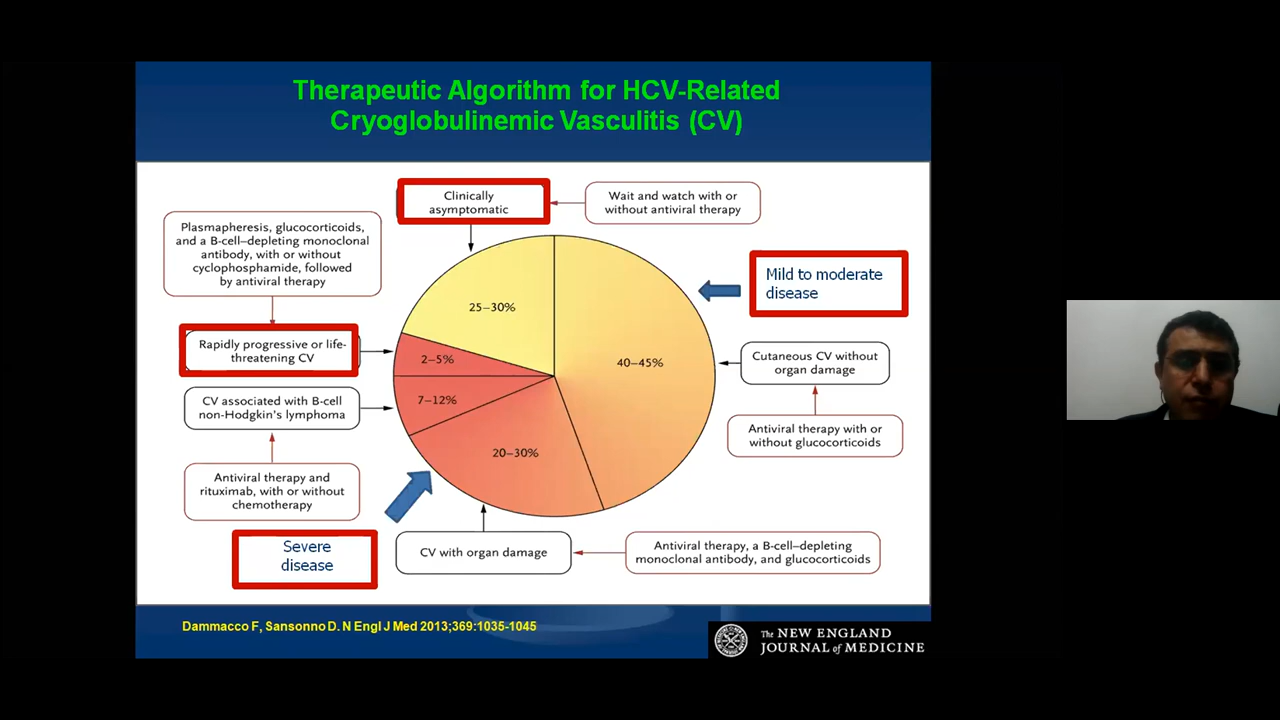 Therapeutic Algorithm for HCV-Related
Cryoglobulinemic Vasculitis (CV)
Clinically
asymptomatic
Wait and watch with or
without antiviral therapy
Plasmapheresis, glucocorticoids,
and a B-cell–depleting monoclonal
antibody, with or without
cyclophosphamide, followed
by antiviral therapy
Mild to moderate
disease
25–30%
Rapidly progressive or life-
threatening CV
2–5%
40–45%
Cutaneous CV without
organ damage
CV associated with B-cell
non-Hodgkin's lymphoma
7–12%
Antiviral therapy with or
without glucocorticoids
20–30%
Antiviral therapy and
rituximab, with or without
chemotherapy
Severe
disease
CV with organ damage
Antiviral therapy, a B-cell–depleting
monoclonal antibody, and glucocorticoids
Dammacco F, Sansonno D. N Engl J Med 2013;369:1035-1045
The NEW ENGLAND
JOURNAL of MEDICINE